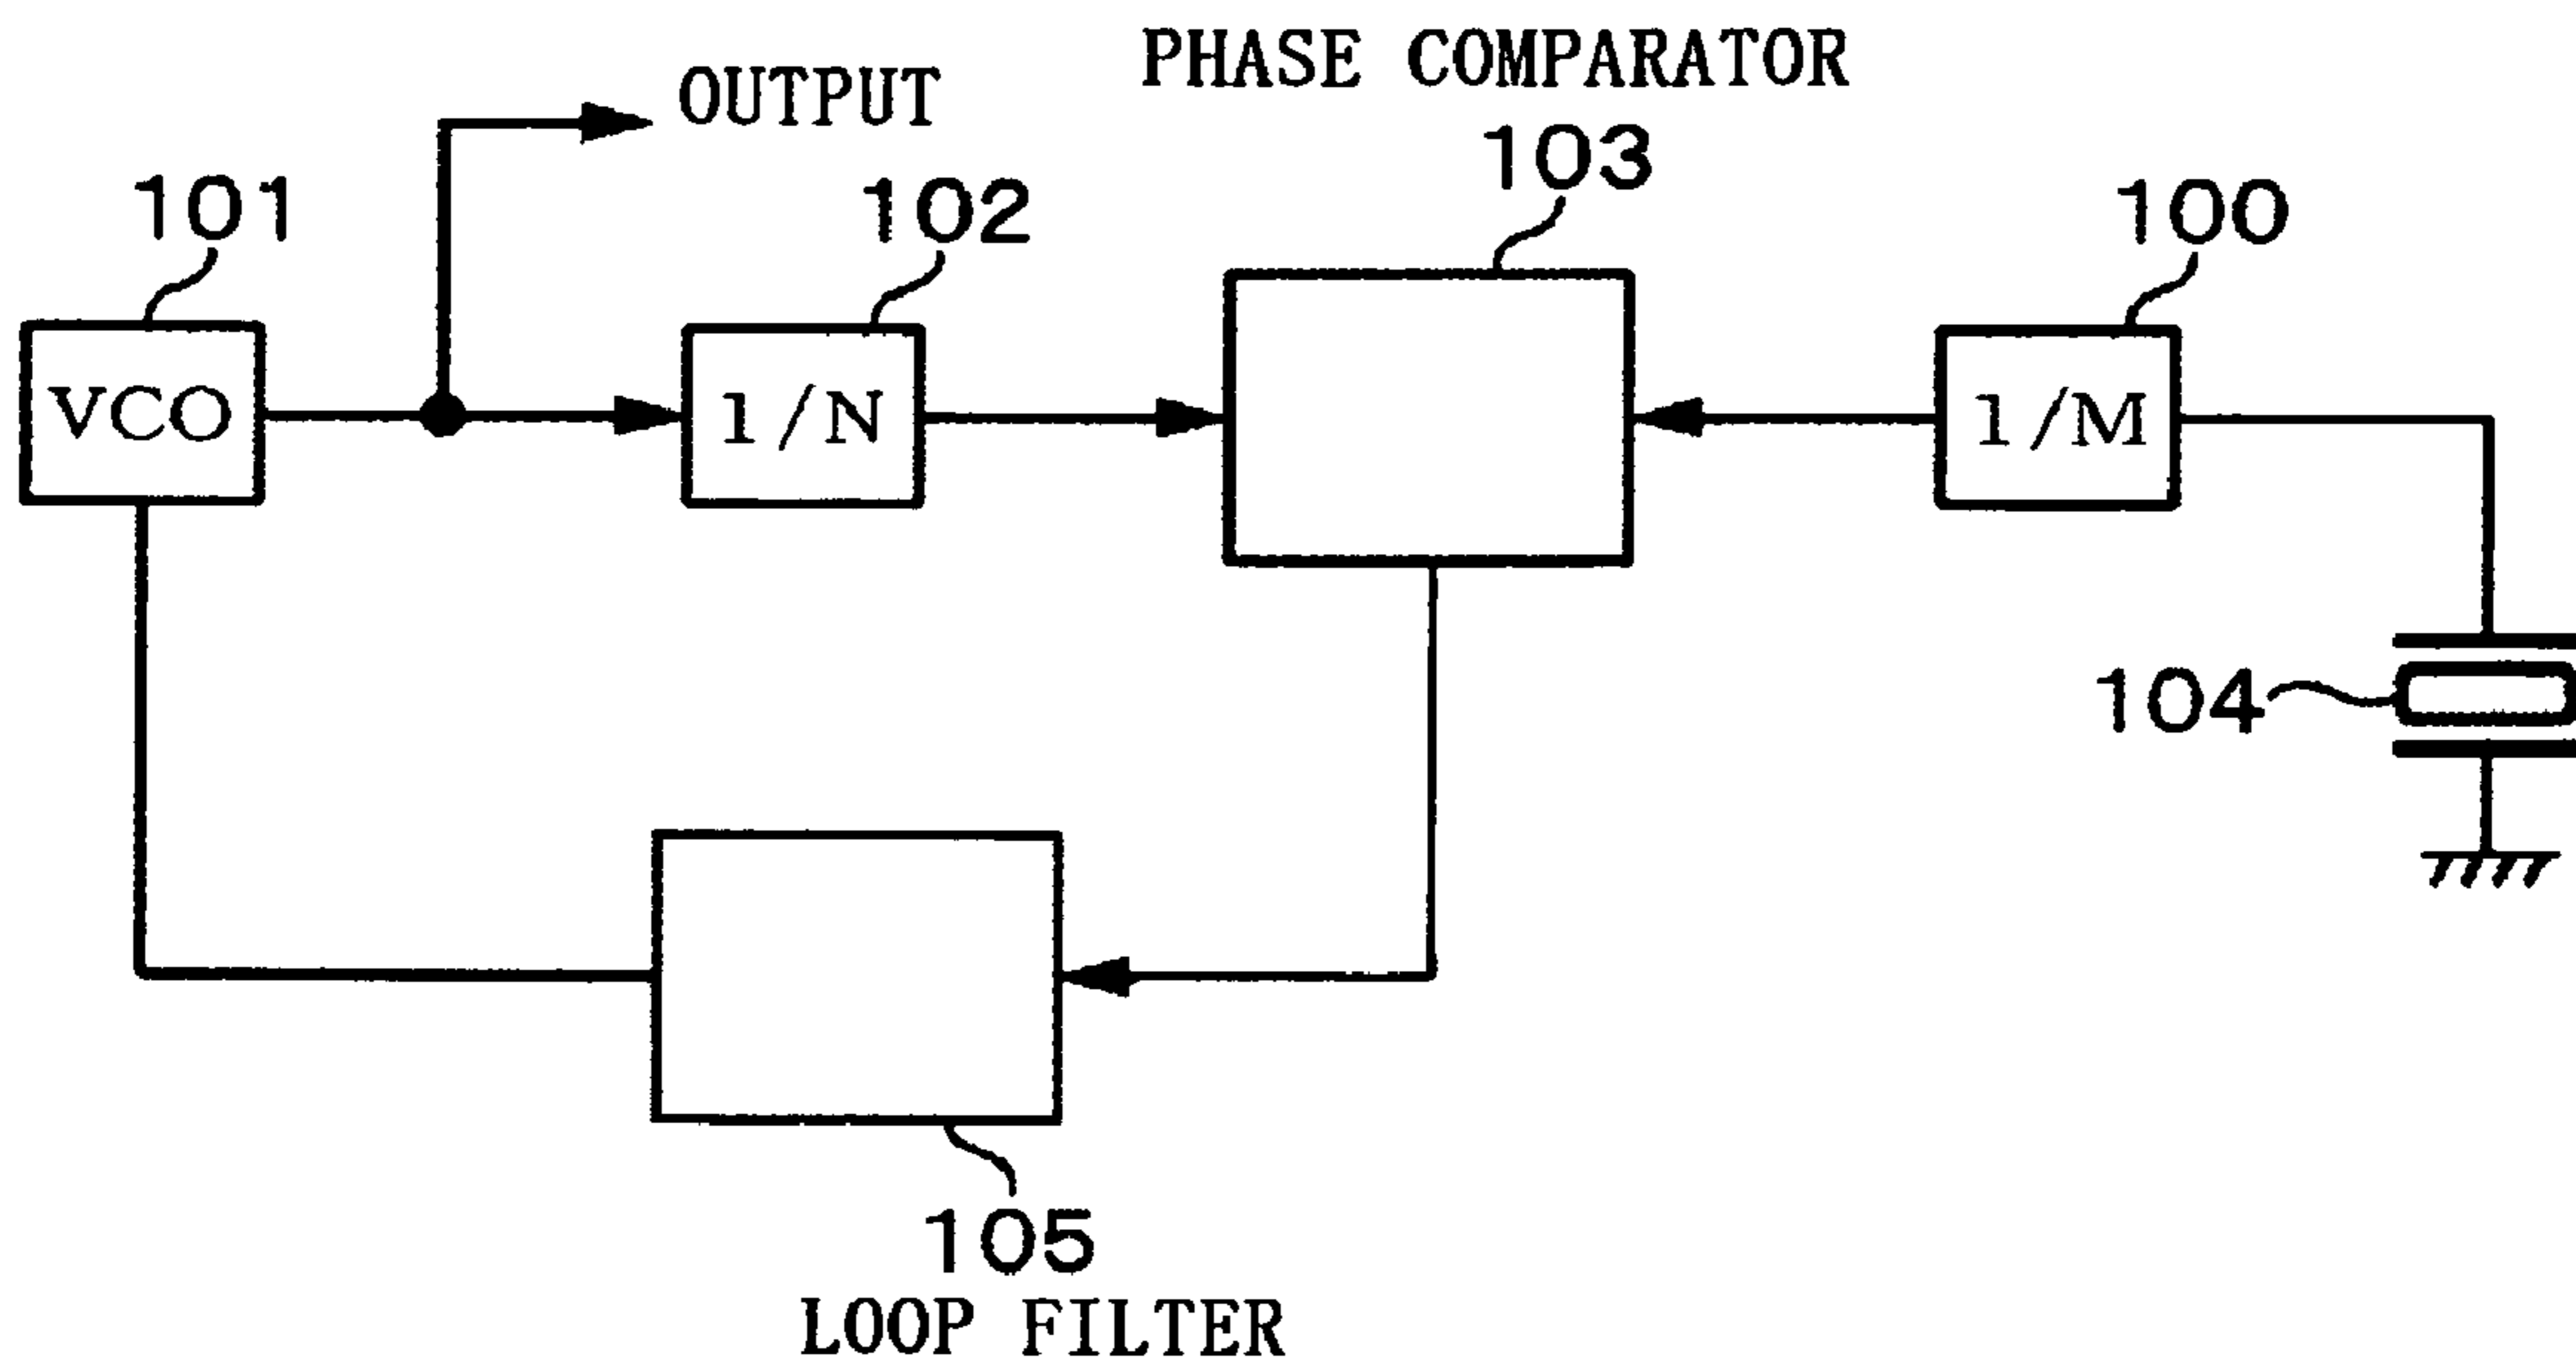 PHASE COMPARATOR
OUTPUT
103
101
102
100
VCO
1/N
1/M
104
105
LOOP FILTER